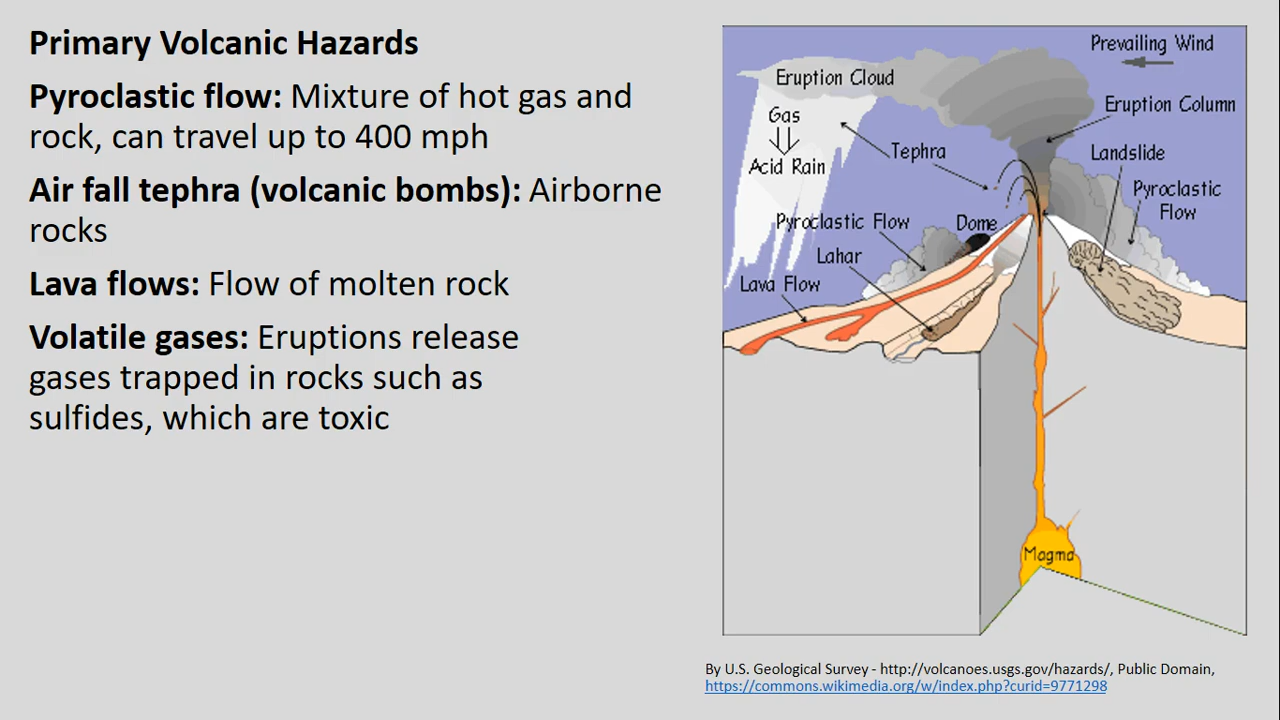 Primary Volcanic Hazards
Pyroclastic flow: Mixture of hot gas and
rock, can travel up to 400 mph
Air fall tephra (volcanic bombs): Airborne
rocks
Lava flows: Flow of molten rock
Volatile gases: Eruptions release
gases trapped in rocks such as
sulfides, which are toxic
Prevailing Wind
Eruption Cloud
Eruption Column
Gas
Tephra
Landslide
Acid Rain
Pyroclastic
Flow
Pyroclastic Flow
Dome
Lahar
Lava Flow
Magma
By U.S. Geological Survey - http://volcanoes.usgs.gov/hazards/, Public Domain,
https://commons.wikimedia.org/w/index.php?curid=9771298